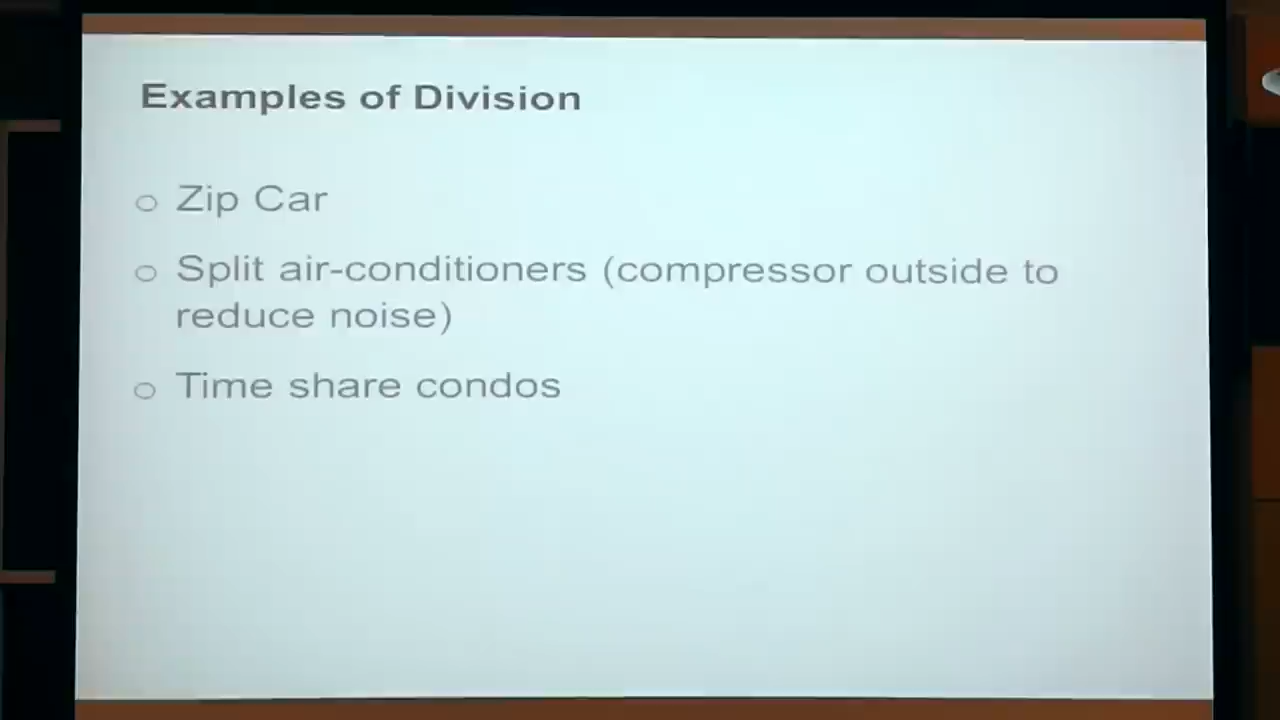 Examples of Division
Zip Car
Split air-conditioners (compressor outside to
reduce noise)
Time share condos